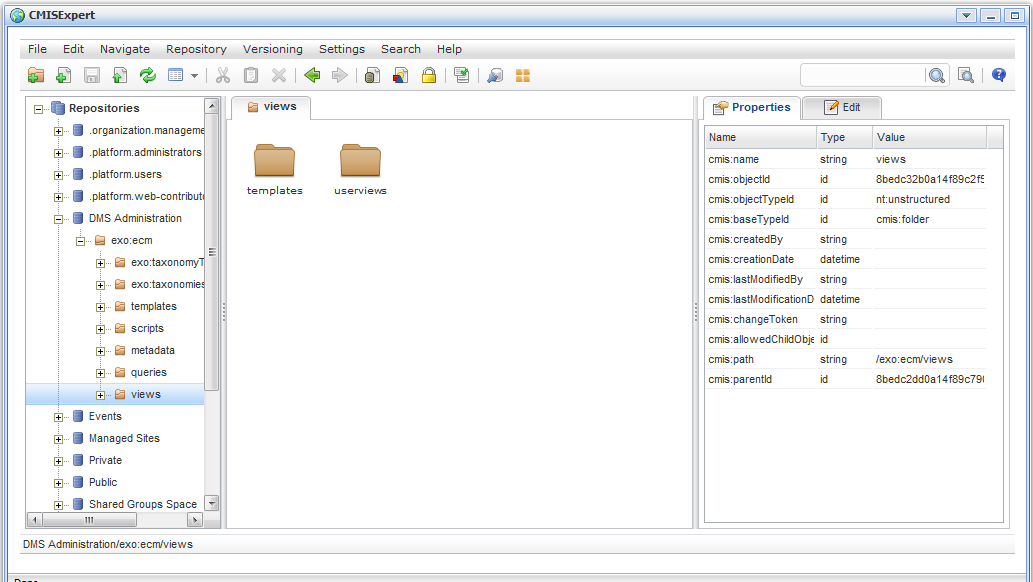 CMISExpert
File Edit Navigate Repository Versioning Settings Search Help
Repositories
.organization.manageme
.platform.administrators
.platform.users
.platform.web-contribut
DMS Administration
exo:ecm
exo:taxonomyT
exo:taxonomies
templates
scripts
metadata
queries
views
Events
Managed Sites
Private
Public
Shared Groups Space
views
templates userviews
Properties Edit
Name Type Value
cmis:name string views
cmis:objectId id 8bedc32b0a14f89c2f5
cmis:objectTypeId id nt:unstructured
cmis:baseTypeId id cmis:folder
cmis:createdBy string
cmis:creationDate datetime
cmis:lastModifiedBy string
cmis:lastModificationD datetime
cmis:changeToken string
cmis:allowedChildObje id
cmis:path string /exo:ecm/views
cmis:parentId id 8bedc2dd0a14f89c790
DMS Administration/exo:ecm/views